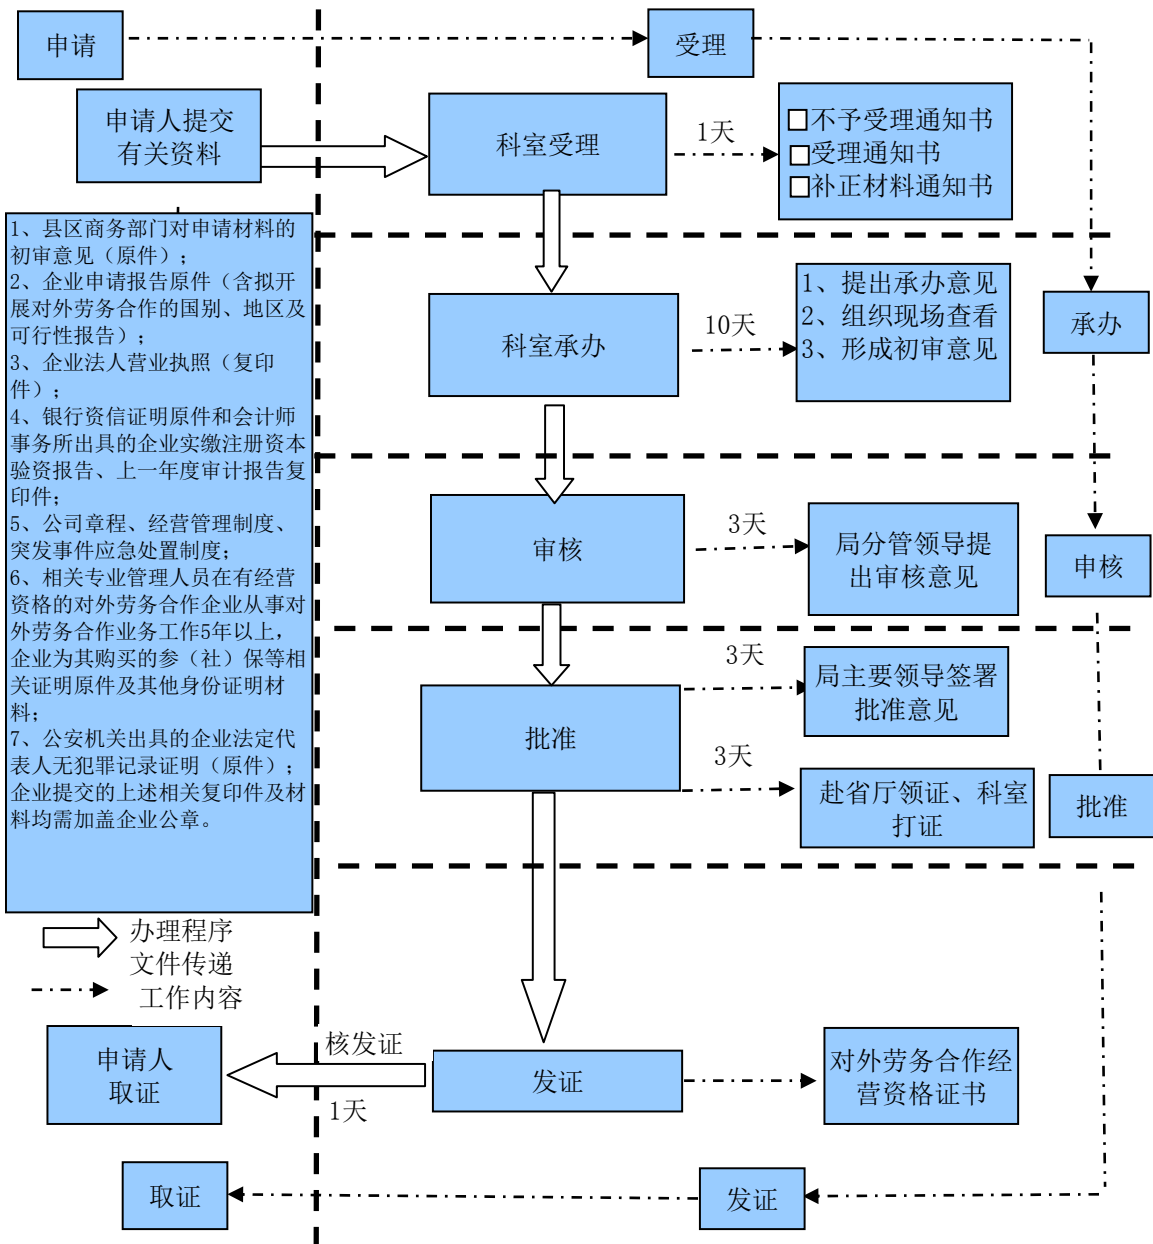 申请
受理
申请人提交
有关资料
科室受理
1天
□不予受理通知书
□受理通知书
□补正材料通知书
1、县区商务部门对申请材料的
初审意见（原件）；
2、企业申请报告原件（含拟开
展对外劳务合作的国别、地区及
可行性报告）；
3、企业法人营业执照（复印
件）；
4、银行资信证明原件和会计师
事务所出具的企业实缴注册资本
验资报告、上一年度审计报告复
印件；
5、公司章程、经营管理制度、
突发事件应急处置制度；
6、相关专业管理人员在有经营
资格的对外劳务合作企业从事对
外劳务合作业务工作5年以上，
企业为其购买的参（社）保等相
关证明原件及其他身份证明材
料；
7、公安机关出具的企业法定代
表人无犯罪记录证明（原件）；
企业提交的上述相关复印件及材
料均需加盖企业公章。
科室承办
10天
1、提出承办意见
2、组织现场查看
3、形成初审意见
承办
审核
3天
局分管领导提
出审核意见
申核
批准
3天
局主要领导签署
批准意见
3天
赴省厅领证、科室
打证
批准
办理程序
文件传递
工作内容
申请人
取证
核发证
1天
发证
对外劳务合作经
营资格证书
取证
发证